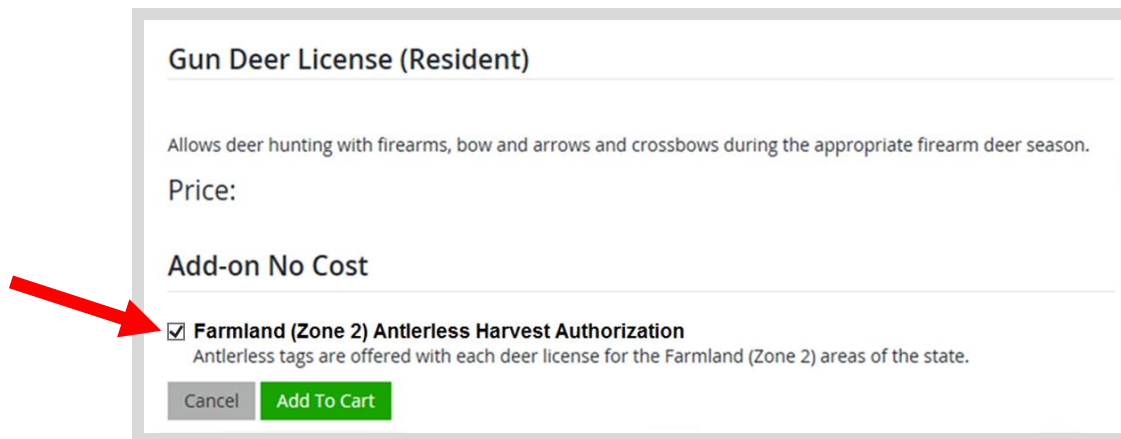 Gun Deer License (Resident)
Allows deer hunting with firearms, bow and arrows and crossbows during the appropriate firearm deer season.
Price:
Add-on No Cost
Farmland (Zone 2) Antlerless Harvest Authorization
Antlerless tags are offered with each deer license for the Farmland (Zone 2) areas of the state.
Cancel Add To Cart